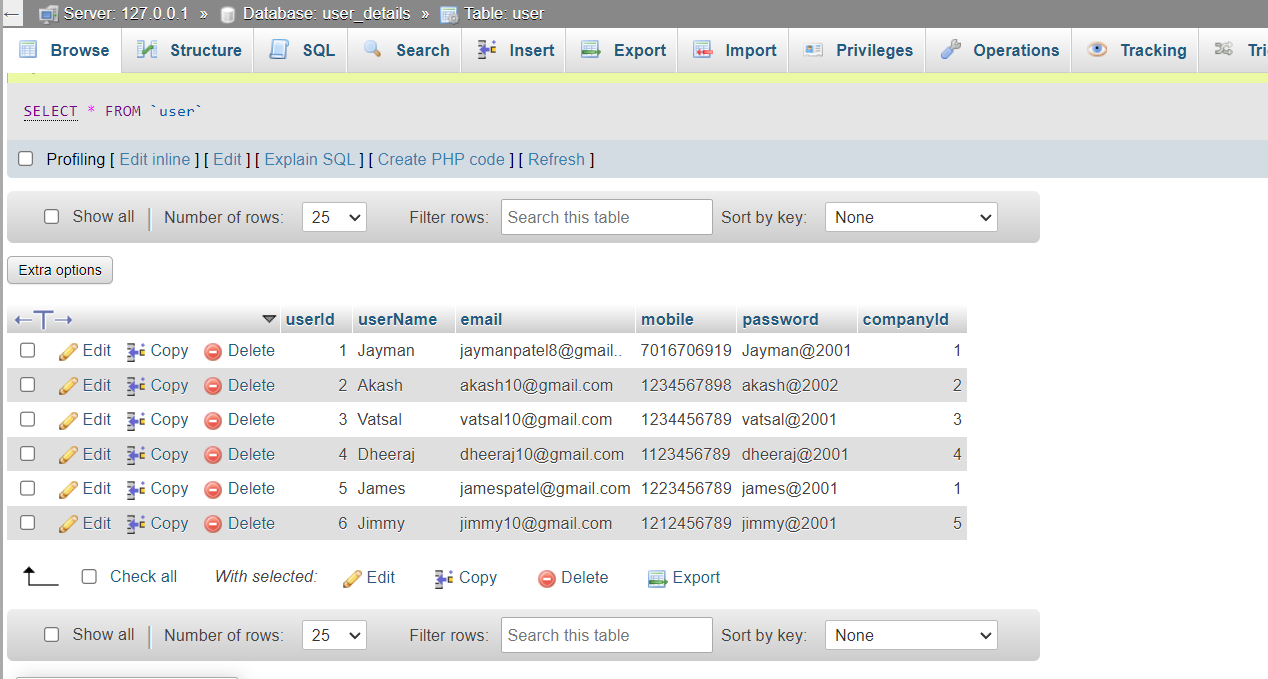 Server: 127.0.0.1 » Database: user_details » Table: user
Browse Structure SQL Search Insert Export Import Privileges Operations Tracking Tri
SELECT * FROM `user`
Profiling [ Edit inline ] [ Edit ] [ Explain SQL ] [ Create PHP code ] [ Refresh ]
Show all Number of rows: 25 Filter rows: Search this table Sort by key: None
Extra options
userId userName email mobile password companyId
Edit Copy Delete 1 Jayman jaymanpatel8@gmail.. 7016706919 Jayman@2001 1
Edit Copy Delete 2 Akash akash10@gmail.com 1234567898 akash@2002 2
Edit Copy Delete 3 Vatsal vatsal10@gmail.com 1234456789 vatsal@2001 3
Edit Copy Delete 4 Dheeraj dheeraj10@gmail.com 1123456789 dheeraj@2001 4
Edit Copy Delete 5 James jamespatel@gmail.com 1223456789 james@2001 1
Edit Copy Delete 6 Jimmy jimmy10@gmail.com 1212456789 jimmy@2001 5
Check all With selected: Edit Copy Delete Export
Show all Number of rows: 25 Filter rows: Search this table Sort by key: None